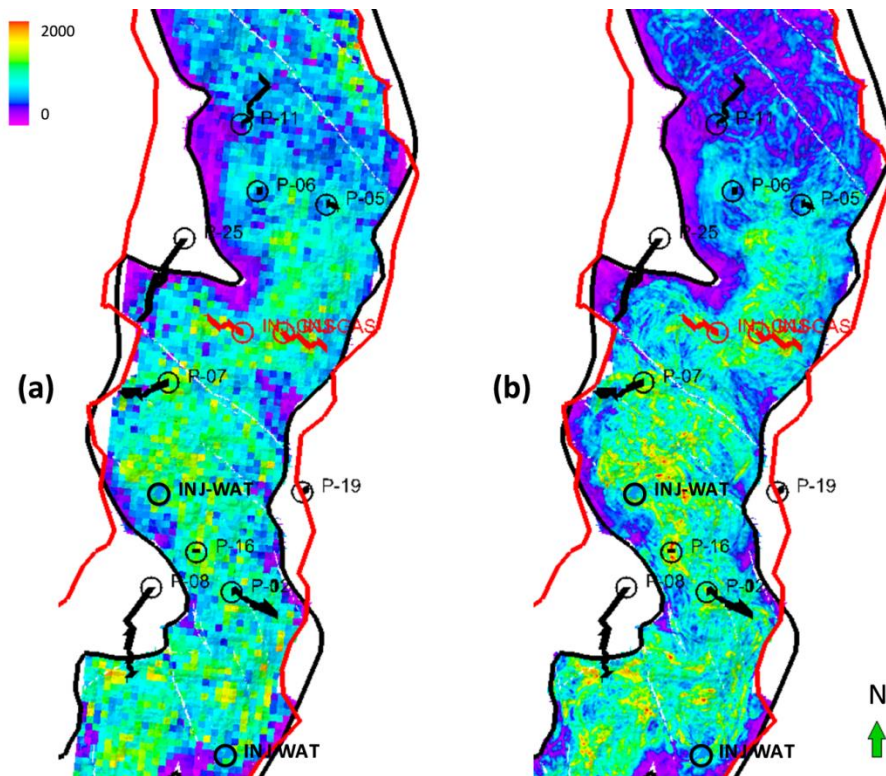 2000
0
P-11
P-06
P-05
P-25
P-07
INJ-WAT
P-19
P-16
P-08
P-02
INJ-WAT
(a)
P-11
P-06
P-05
P-25
P-07
INJ-WAT
P-19
P-16
P-08
P-02
INJ-WAT
(b)
N